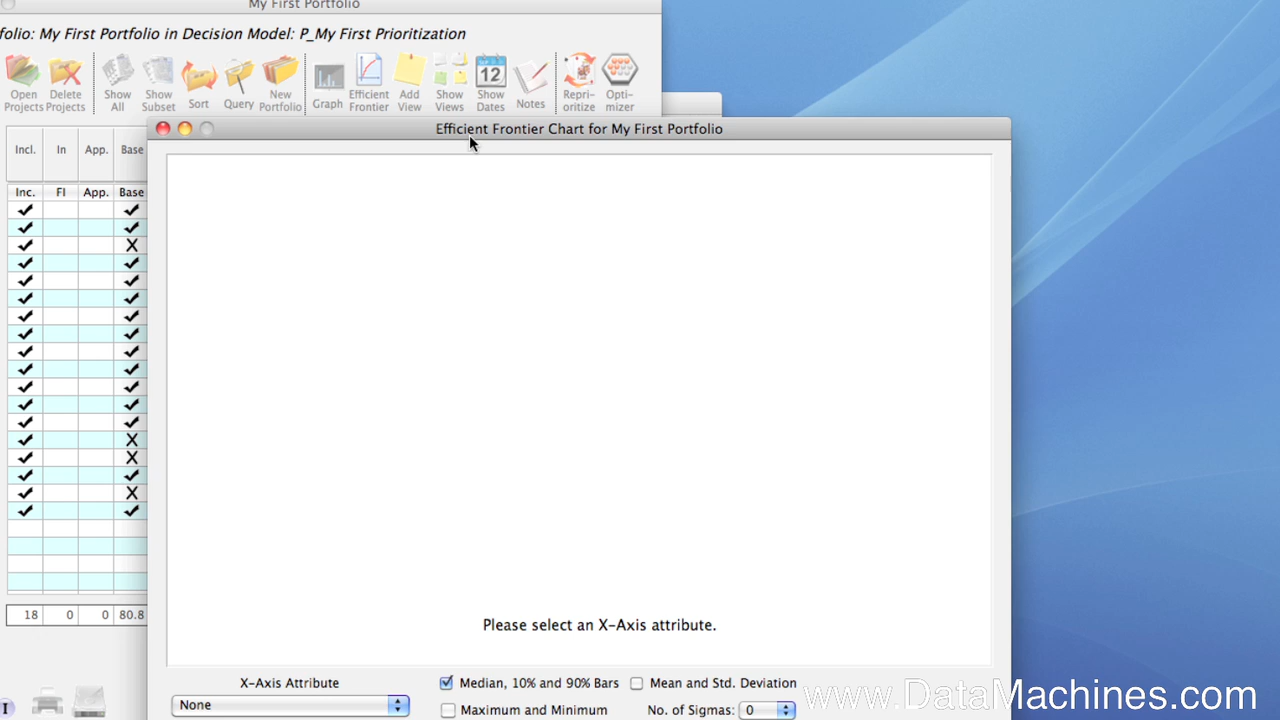 My First Portfolio
folio: My First Portfolio in Decision Model: P_My First Prioritization
Open Projects
Delete Projects
Show All
Show Subset
Sort
Query
New Portfolio
Graph
Efficient Frontier
Add View
Show Views
12
Show Dates
Notes
Repri-oritize
Opti-mizer
Efficient Frontier Chart for My First Portfolio
Incl. In App. Base
Inc. FI App. Base
X
X
X
X
18 0 0 80.8
Please select an X-Axis attribute.
X-Axis Attribute
None
Median, 10% and 90% Bars
Mean and Std. Deviation
Maximum and Minimum
No. of Sigmas: 0
www.DataMachines.com
I